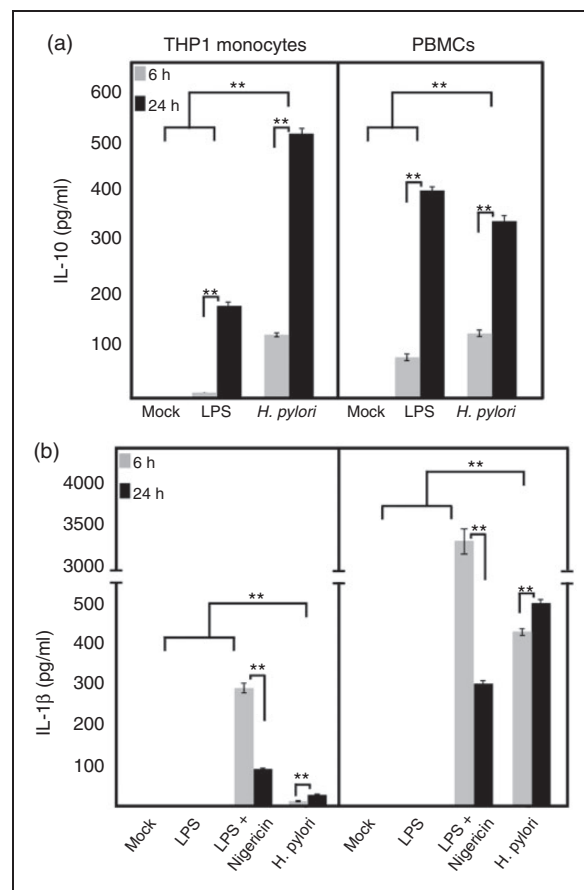 (a)
THP1 monocytes
PBMCs
6 h
24 h
IL-10 (pg/ml)
600
500
400
300
200
100
**
**
**
**
**
**
Mock
LPS
H. pylori
Mock
LPS
H. pylori
(b)
6 h
24 h
IL-1β (pg/ml)
4000
3500
3000
500
400
300
200
100
**
**
**
**
**
**
Mock
LPS
LPS +
Nigericin
H. pylori
Mock
LPS
LPS +
Nigericin
H. pylori